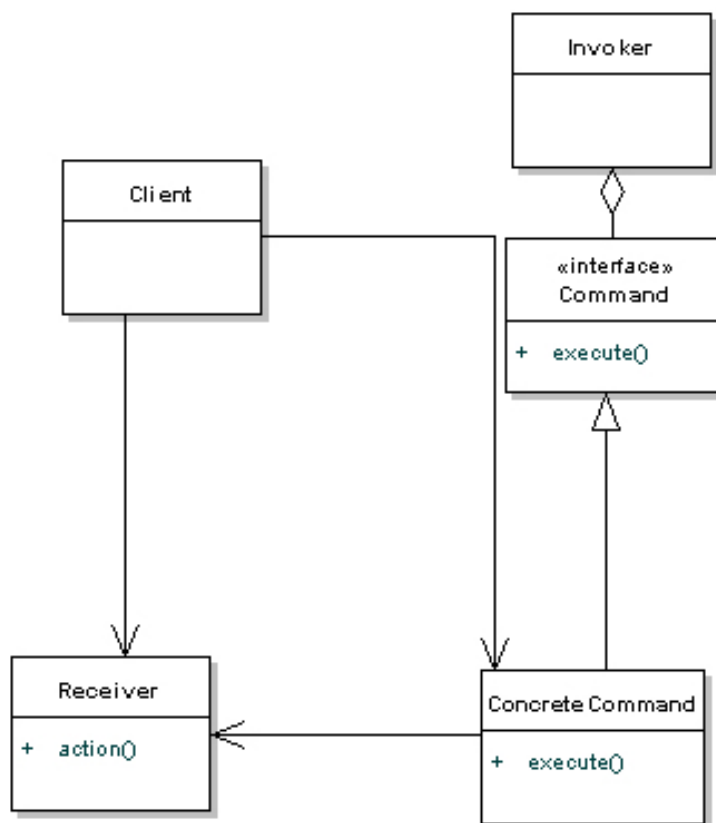 Invoker
Client
«interface»
Command
+ execute()
Receiver
+ action()
Concrete Command
+ execute()